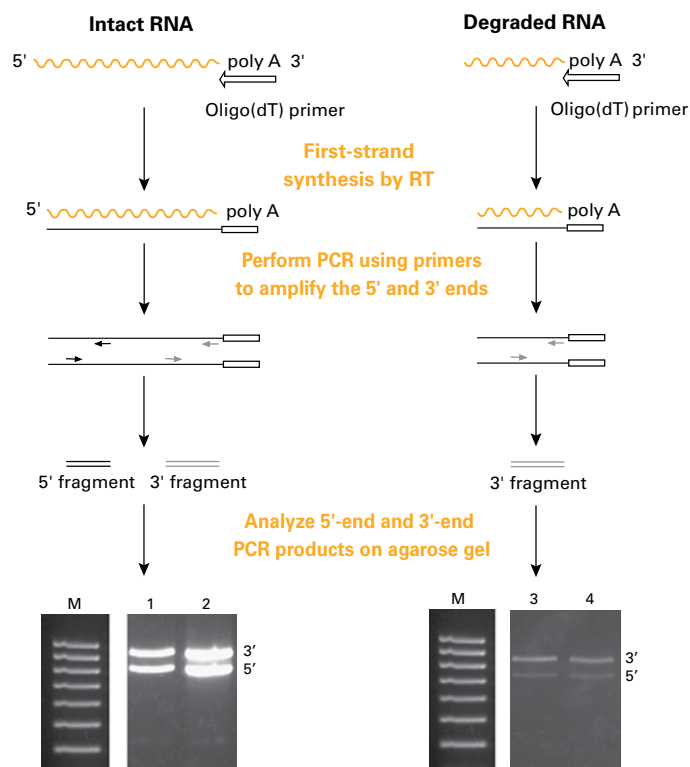 Intact RNA
Degraded RNA
5' poly A 3'
poly A 3'
Oligo(dT) primer
Oligo(dT) primer
First-strand
synthesis by RT
5' poly A
poly A
Perform PCR using primers
to amplify the 5' and 3' ends
5' fragment 3' fragment
3' fragment
Analyze 5'-end and 3'-end
PCR products on agarose gel
M 1 2
M 3 4
3’
5’
3’
5’